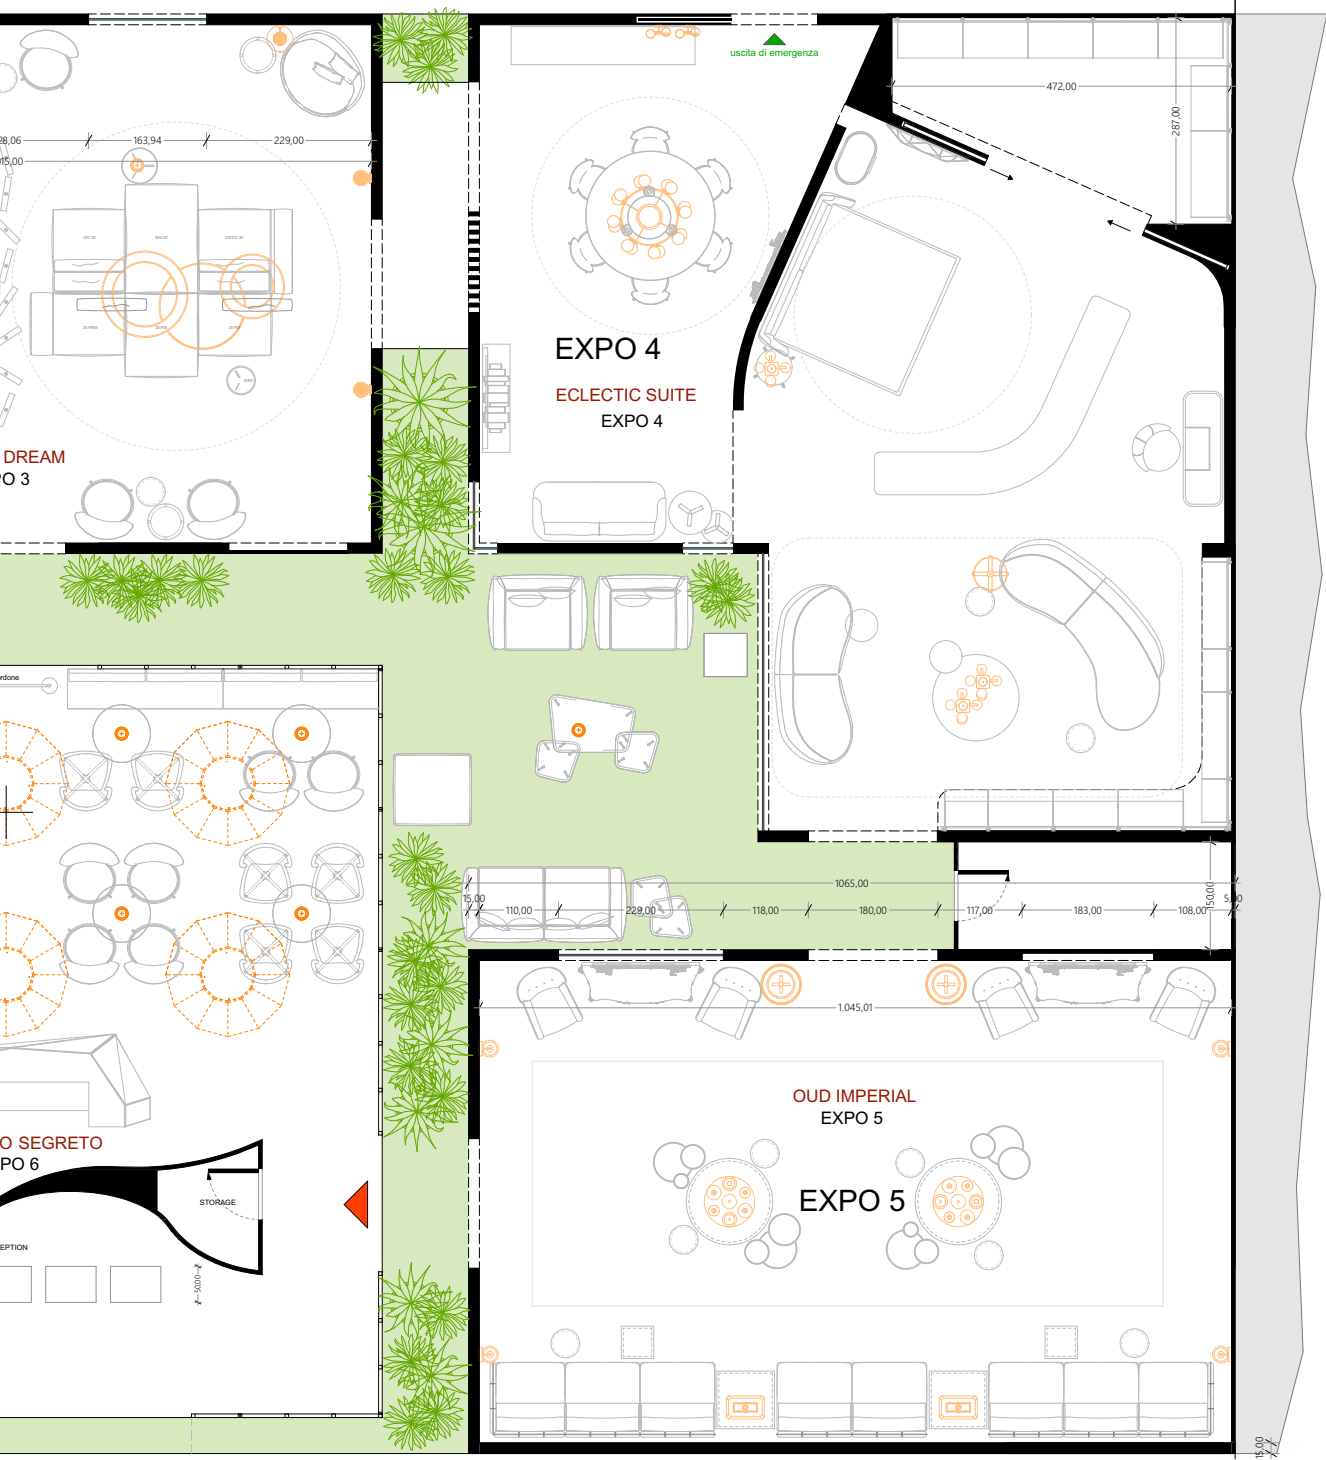 uscita di emergenza
472,00
287,00
28,06
163,94
229,00
15,00
EXPO 4
ECLECTIC SUITE
EXPO 4
DREAM
PO 3
rdone
1065,00
15,00
110,00
229,00
118,00
180,00
117,00
183,00
108,00
5,00
150,00
1.045,01
OUD IMPERIAL
EXPO 5
EXPO 5
O SEGRETO
PO 6
STORAGE
EPTION
50,00
15,00